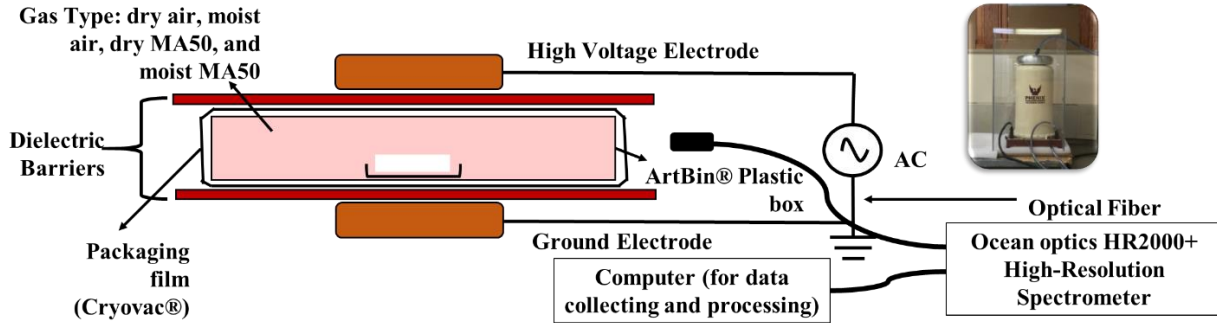 Gas Type: dry air, moist
air, dry MA50, and
moist MA50
High Voltage Electrode
Dielectric
Barriers
AC
ArtBin® Plastic
box
Optical Fiber
Packaging
film
(Cryovac®)
Ground Electrode
Computer (for data
collecting and processing)
Ocean optics HR2000+
High-Resolution
Spectrometer
PHENIX